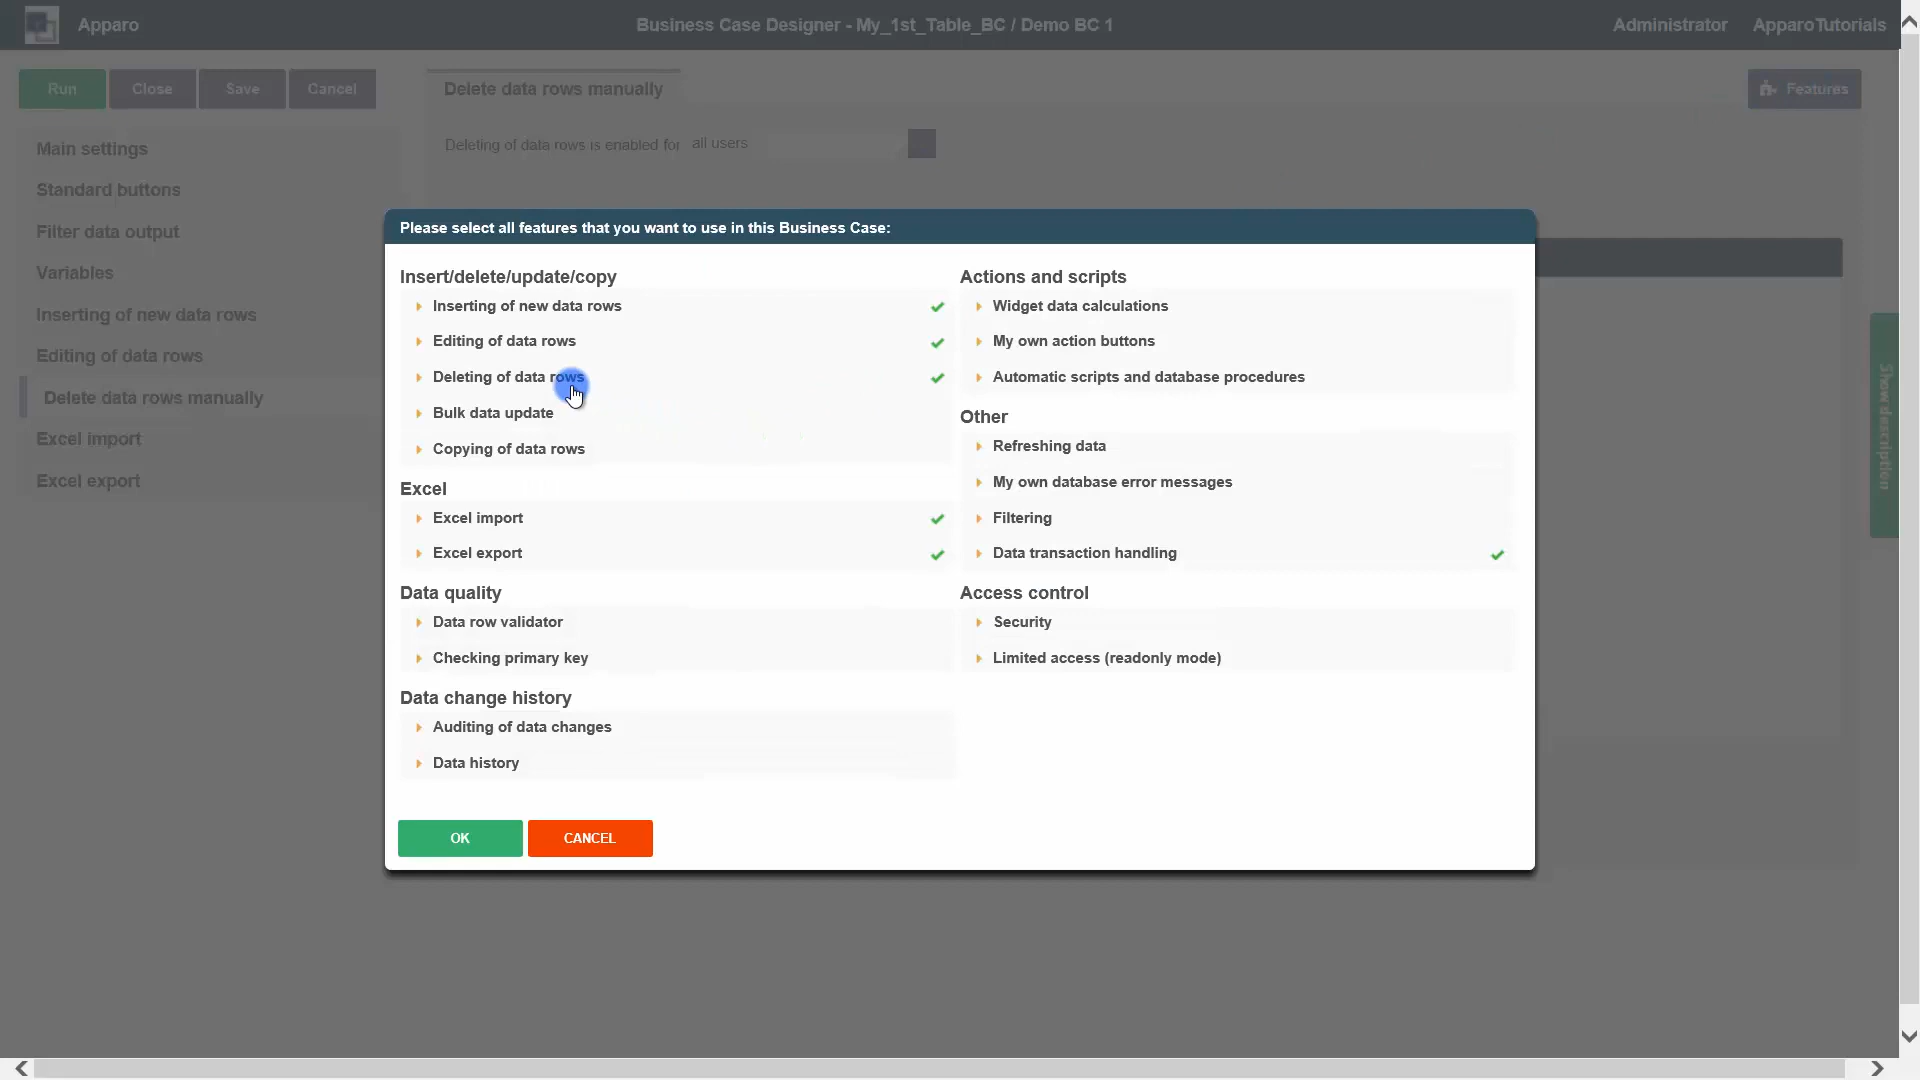 Apparo
Business Case Designer - My_1st_Table_BC / Demo BC 1
Administrator
ApparoTutorials
Run
Close
Save
Cancel
Delete data rows manually
Features
Deleting of data rows is enabled for all users
Main settings
Standard buttons
Filter data output
Variables
Inserting of new data rows
Editing of data rows
Delete data rows manually
Excel import
Excel export
Please select all features that you want to use in this Business Case:
Insert/delete/update/copy
Inserting of new data rows
Editing of data rows
Deleting of data rows
Bulk data update
Copying of data rows
Excel
Excel import
Excel export
Data quality
Data row validator
Checking primary key
Data change history
Auditing of data changes
Data history
Actions and scripts
Widget data calculations
My own action buttons
Automatic scripts and database procedures
Other
Refreshing data
My own database error messages
Filtering
Data transaction handling
Access control
Security
Limited access (readonly mode)
OK
CANCEL
Show description